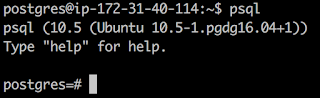 postgres@ip-172-31-40-114:~$ psql
psql (10.5 (Ubuntu 10.5-1.pgdg16.04+1))
Type "help" for help.
postgres=#